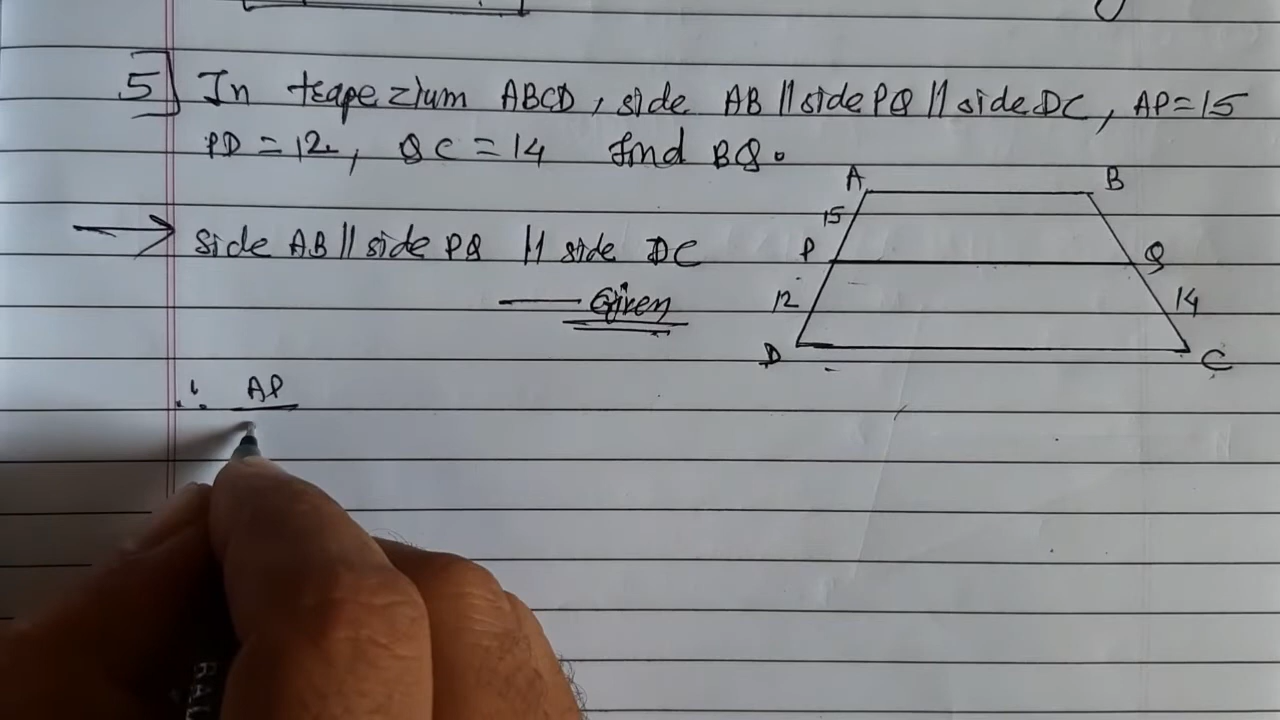 5] In trapezium ABCD, side AB || side PQ || side DC, AP = 15
PD = 12, QC = 14 find BQ.
A B
15
P Q
12 14
D C
→ side AB || side PQ || side DC
— Given
∴ AP